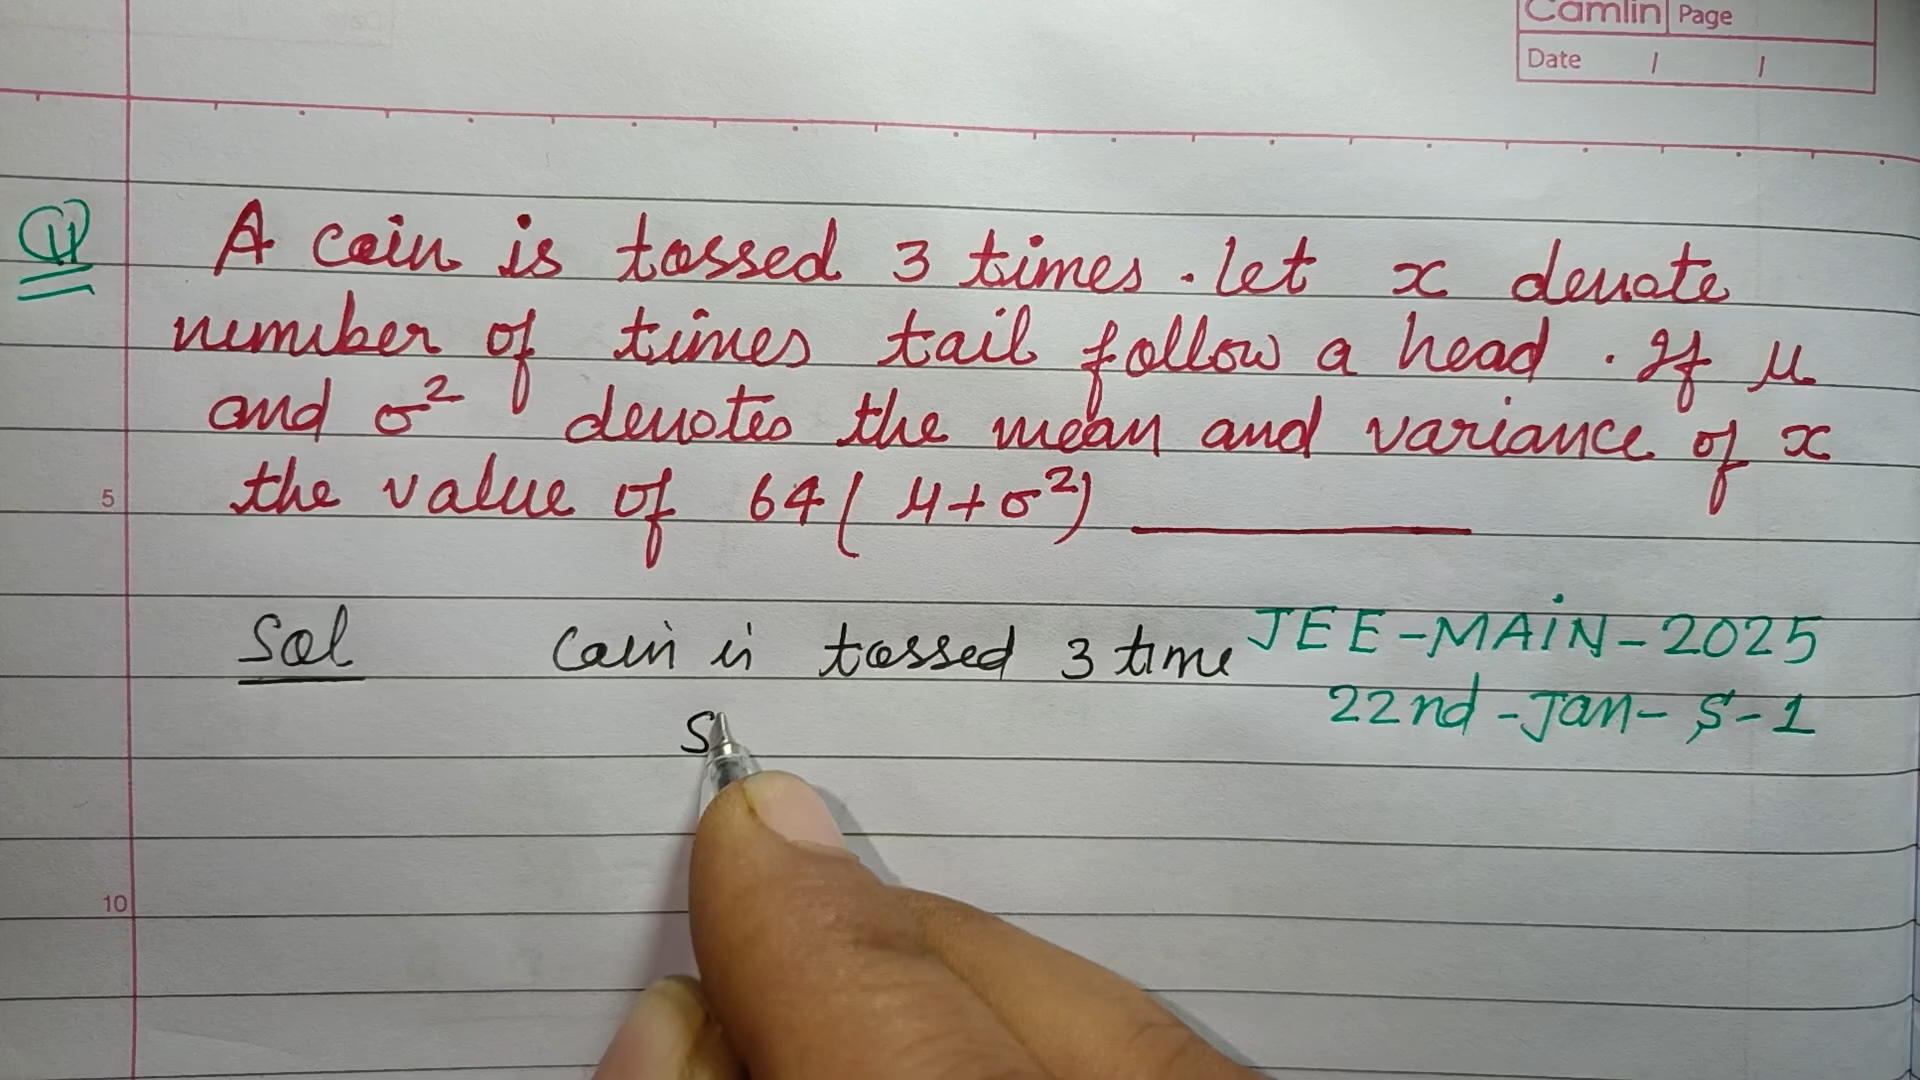 Camlin Page
Date / /
Q
A coin is tossed 3 times. let x denote
number of times tail follow a head. If μ
and σ² denotes the mean and variance of x
5 the value of 64(μ+σ²) ______
Sol Coin is tossed 3 time JEE-MAIN-2025
S 22nd-Jan-S-1
10